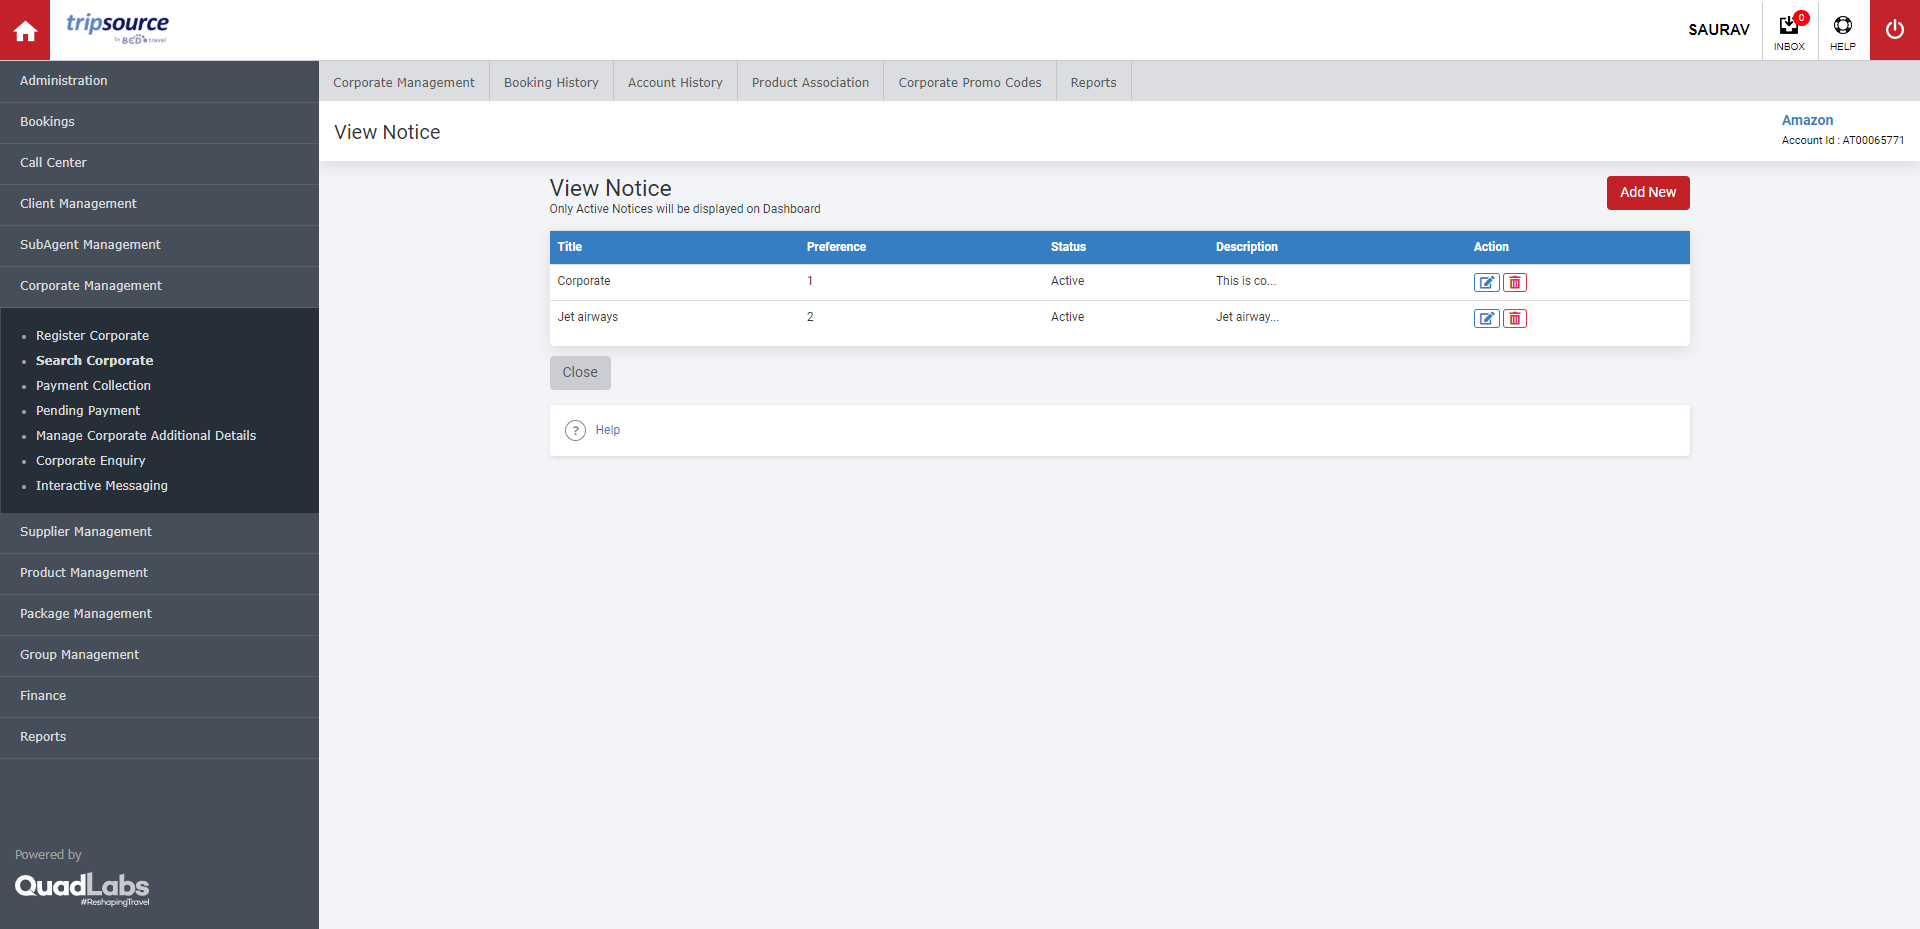 tripsource
by BCD travel
SAURAV
0
INBOX
HELP
Administration
Bookings
Call Center
Client Management
SubAgent Management
Corporate Management
Register Corporate
Search Corporate
Payment Collection
Pending Payment
Manage Corporate Additional Details
Corporate Enquiry
Interactive Messaging
Supplier Management
Product Management
Package Management
Group Management
Finance
Reports
Powered by
QuadLabs
#ReshapingTravel
Corporate Management Booking History Account History Product Association Corporate Promo Codes Reports
View Notice
Amazon
Account Id : AT00065771
View Notice
Only Active Notices will be displayed on Dashboard
Add New
Title Preference Status Description Action
Corporate 1 Active This is co...
Jet airways 2 Active Jet airway...
Close
? Help